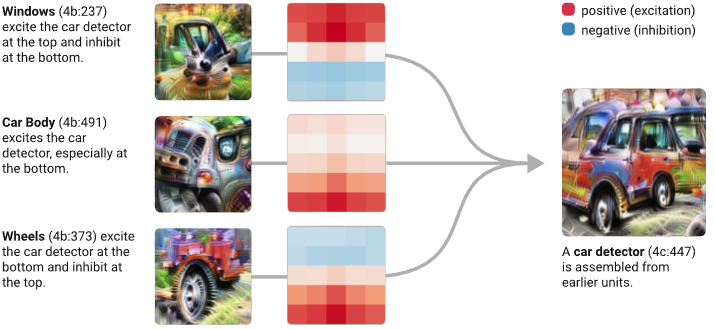 Windows (4b:237)
excite the car detector
at the top and inhibit
at the bottom.
Car Body (4b:491)
excites the car
detector, especially at
the bottom.
Wheels (4b:373) excite
the car detector at the
bottom and inhibit at
the top.
positive (excitation)
negative (inhibition)
A car detector (4c:447)
is assembled from
earlier units.